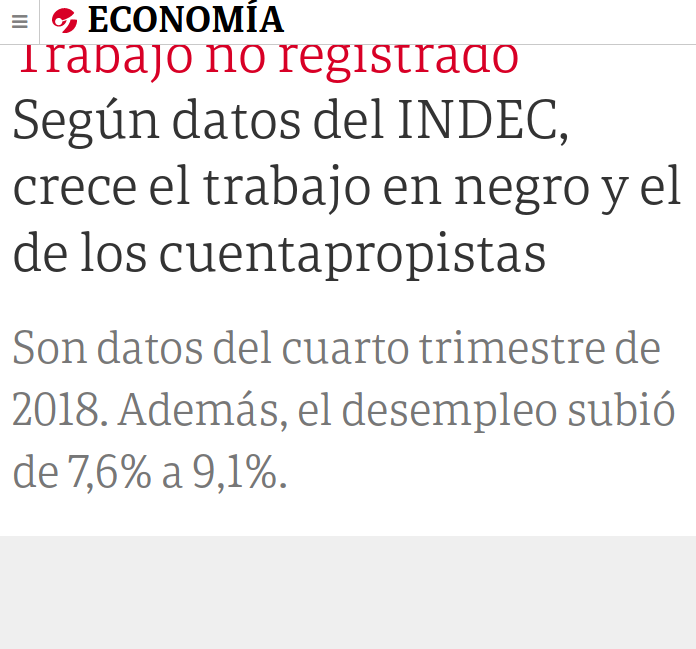 ECONOMÍA
Trabajo no registrado
Según datos del INDEC,
crece el trabajo en negro y el
de los cuentapropistas
Son datos del cuarto trimestre de
2018. Además, el desempleo subió
de 7,6% a 9,1%.